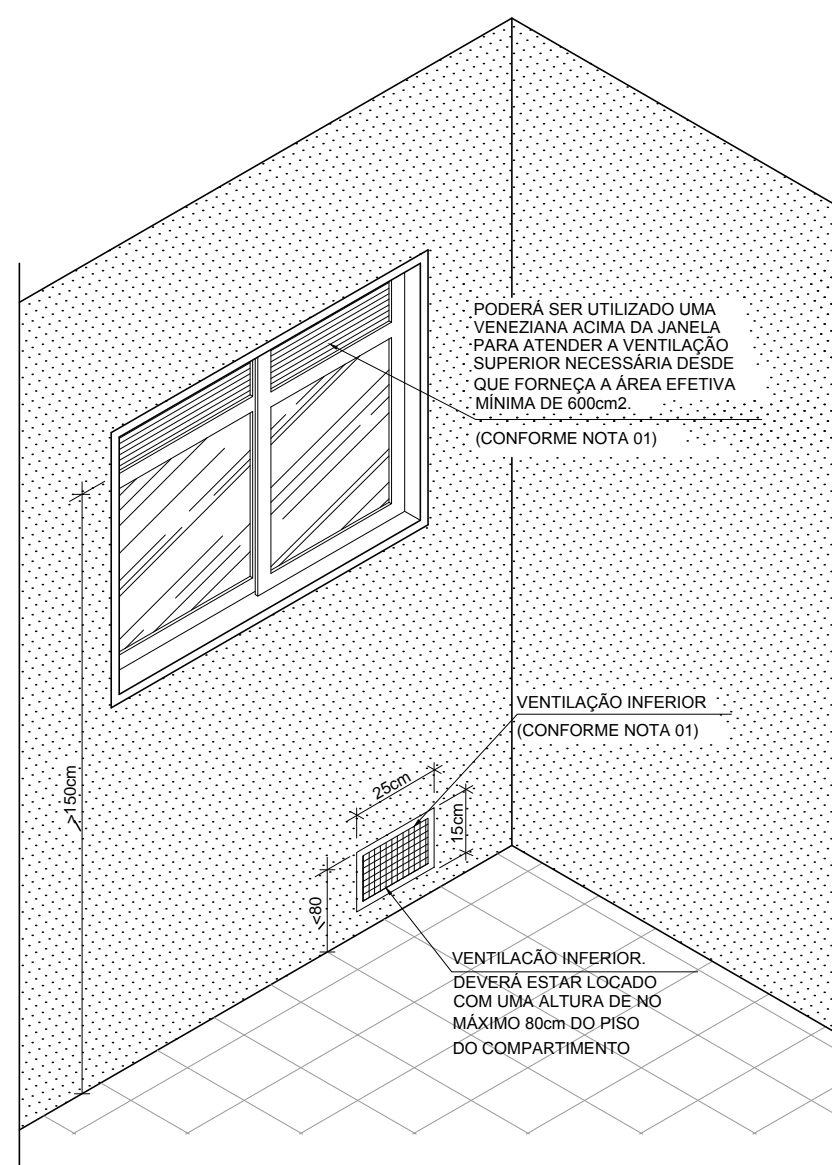 PODERÁ SER UTILIZADO UMA
VENEZIANA ACIMA DA JANELA
PARA ATENDER A VENTILAÇÃO
SUPERIOR NECESSÁRIA DESDE
QUE FORNEÇA A ÁREA EFETIVA
MÍNIMA DE 600cm2.
(CONFORME NOTA 01)
VENTILAÇÃO INFERIOR
(CONFORME NOTA 01)
25cm
15cm
>150cm
<80
VENTILACÃO INFERIOR.
DEVERÁ ESTAR LOCADO
COM UMA ALTURA DE NO
MÁXIMO 80cm DO PISO
DO COMPARTIMENTO